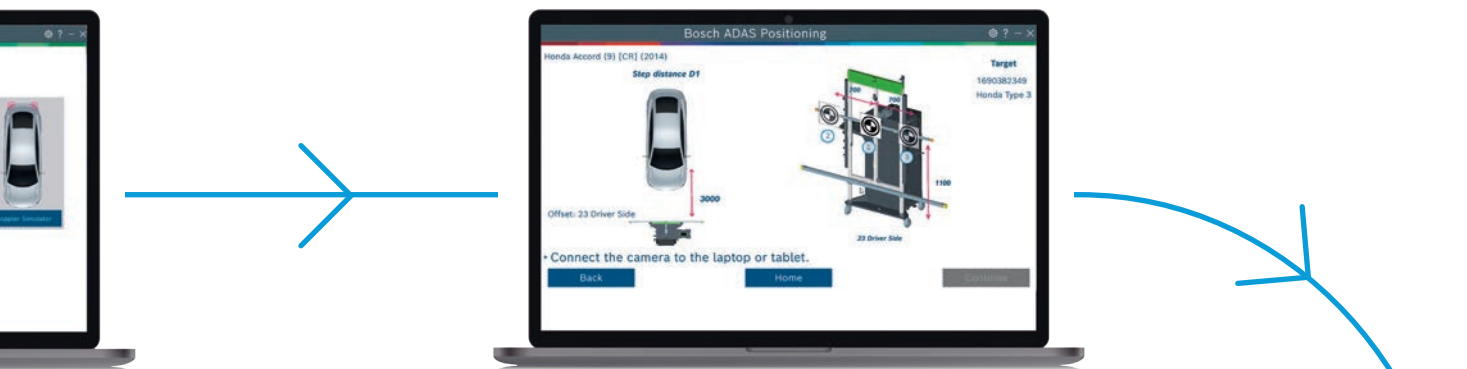 Bosch ADAS Positioning
Honda Accord (9) [CR] (2014)
Step distance D1
Target
1690382349
Honda Type 3
700
700
2
3
1100
3000
Offset: 23 Driver Side
23 Driver Side
• Connect the camera to the laptop or tablet.
Back
Home
Continue
Simulator